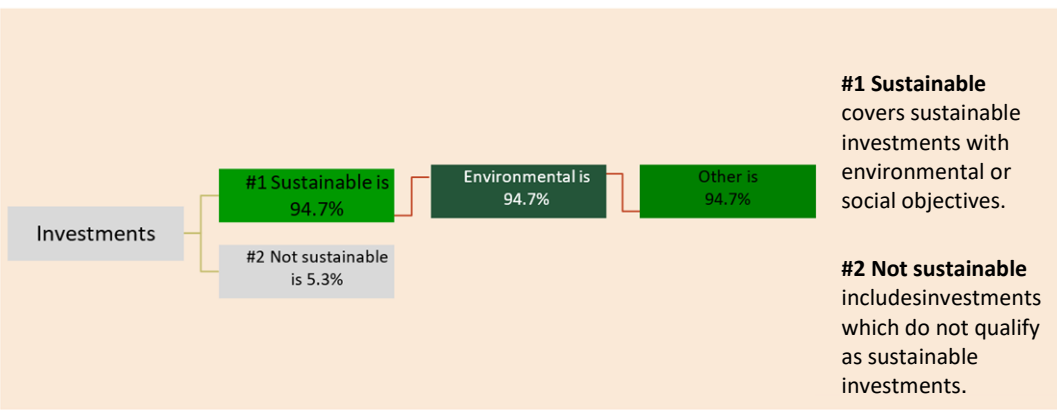 Investments
#1 Sustainable is
94.7%
#2 Not sustainable
is 5.3%
Environmental is
94.7%
Other is
94.7%
#1 Sustainable
covers sustainable
investments with
environmental or
social objectives.
#2 Not sustainable
includesinvestments
which do not qualify
as sustainable
investments.